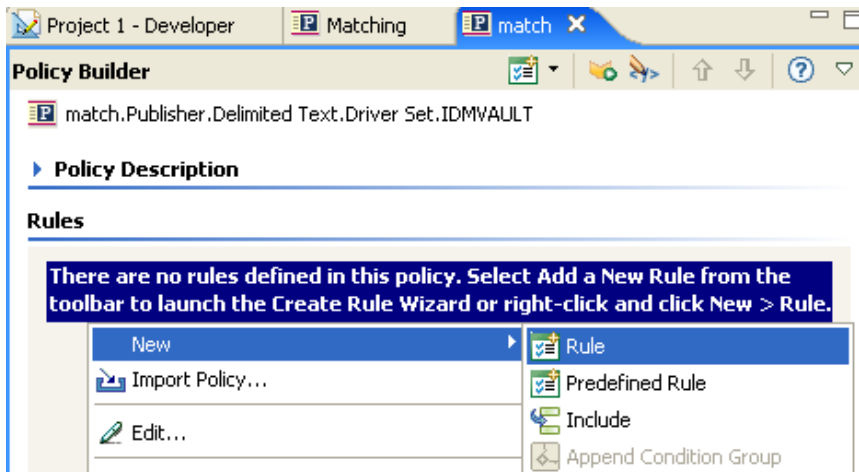 Project 1 - Developer
Matching
match
Policy Builder
match.Publisher.Delimited Text.Driver Set.IDMVAULT
Policy Description
Rules
There are no rules defined in this policy. Select Add a New Rule from the
toolbar to launch the Create Rule Wizard or right-click and click New > Rule.
New
Rule
Import Policy...
Predefined Rule
Include
Edit...
Append Condition Group